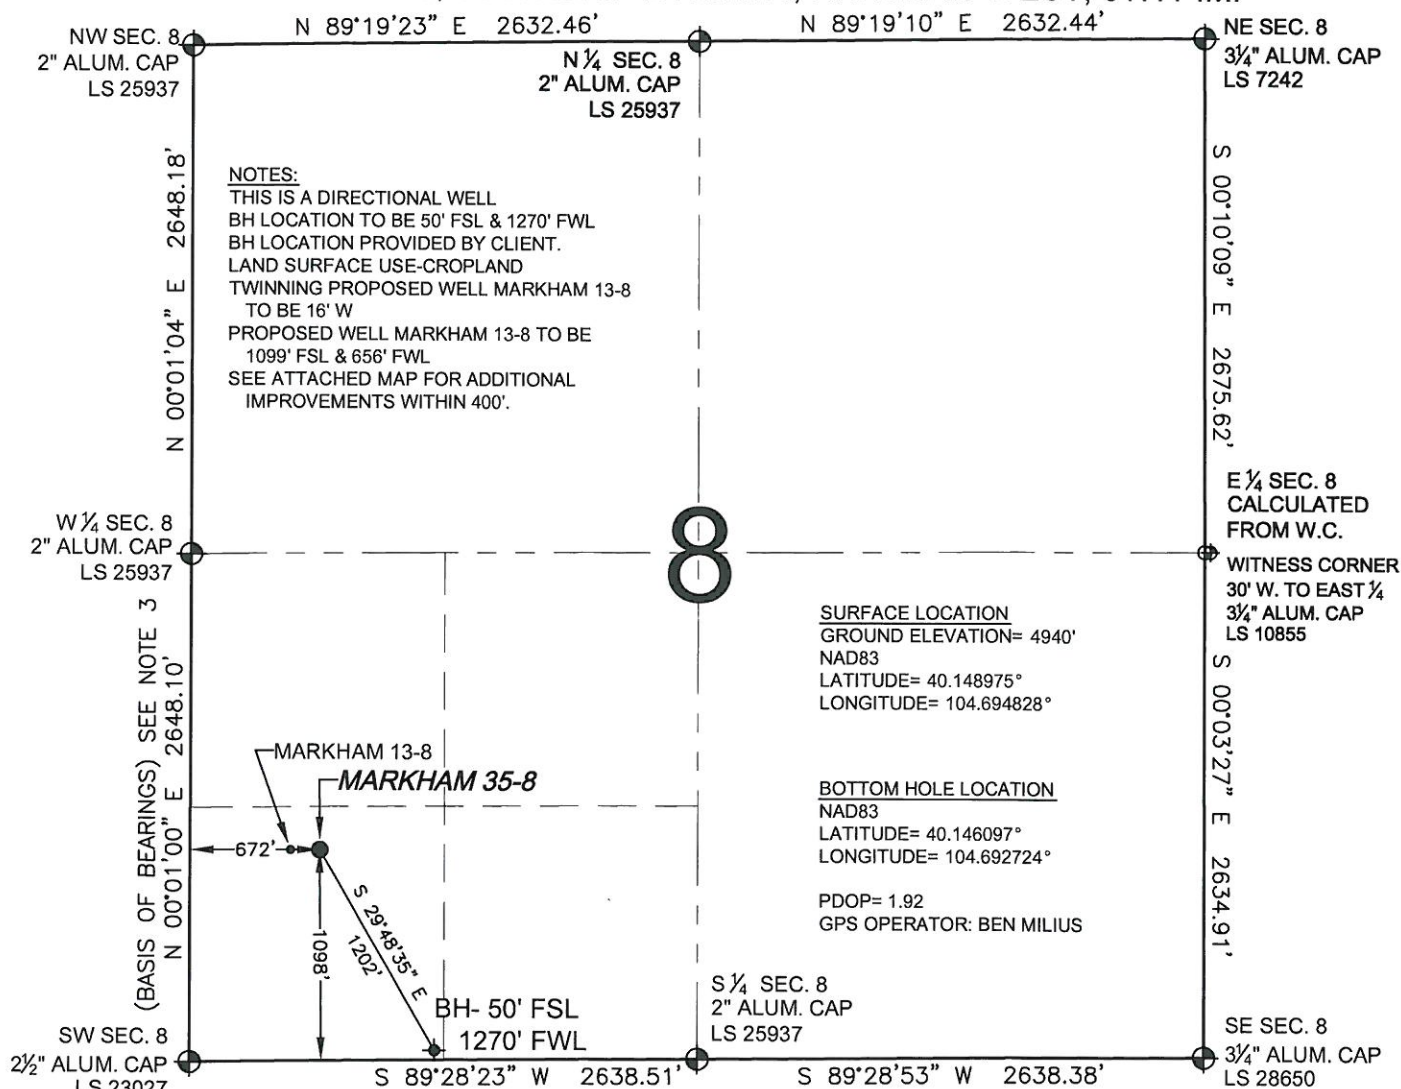 N 89°19'23" E 2632.46'
N 89°19'10" E 2632.44'
NW SEC. 8
2" ALUM. CAP
LS 25937
N ¼ SEC. 8
2" ALUM. CAP
LS 25937
NE SEC. 8
3¼" ALUM. CAP
LS 7242
N 00°01'04" E 2648.18'
S 00°10'09" E 2675.62'
NOTES:
THIS IS A DIRECTIONAL WELL
BH LOCATION TO BE 50' FSL & 1270' FWL
BH LOCATION PROVIDED BY CLIENT.
LAND SURFACE USE-CROPLAND
TWINNING PROPOSED WELL MARKHAM 13-8
TO BE 16' W
PROPOSED WELL MARKHAM 13-8 TO BE
1099' FSL & 656' FWL
SEE ATTACHED MAP FOR ADDITIONAL
IMPROVEMENTS WITHIN 400'.
W ¼ SEC. 8
2" ALUM. CAP
LS 25937
8
E ¼ SEC. 8
CALCULATED
FROM W.C.
WITNESS CORNER
30' W. TO EAST ¼
3¼" ALUM. CAP
LS 10855
(BASIS OF BEARINGS) SEE NOTE 3
N 00°01'00" E 2648.10'
S 00°03'27" E 2634.91'
SURFACE LOCATION
GROUND ELEVATION= 4940'
NAD83
LATITUDE= 40.148975°
LONGITUDE= 104.694828°
MARKHAM 13-8
MARKHAM 35-8
672'
1098'
S 29°48'35" E
1202'
BOTTOM HOLE LOCATION
NAD83
LATITUDE= 40.146097°
LONGITUDE= 104.692724°
PDOP= 1.92
GPS OPERATOR: BEN MILIUS
BH- 50' FSL
1270' FWL
S ¼ SEC. 8
2" ALUM. CAP
LS 25937
SW SEC. 8
2½" ALUM. CAP
LS 23027
SE SEC. 8
3¼" ALUM. CAP
LS 28650
S 89°28'23" W 2638.51'
S 89°28'53" W 2638.38'